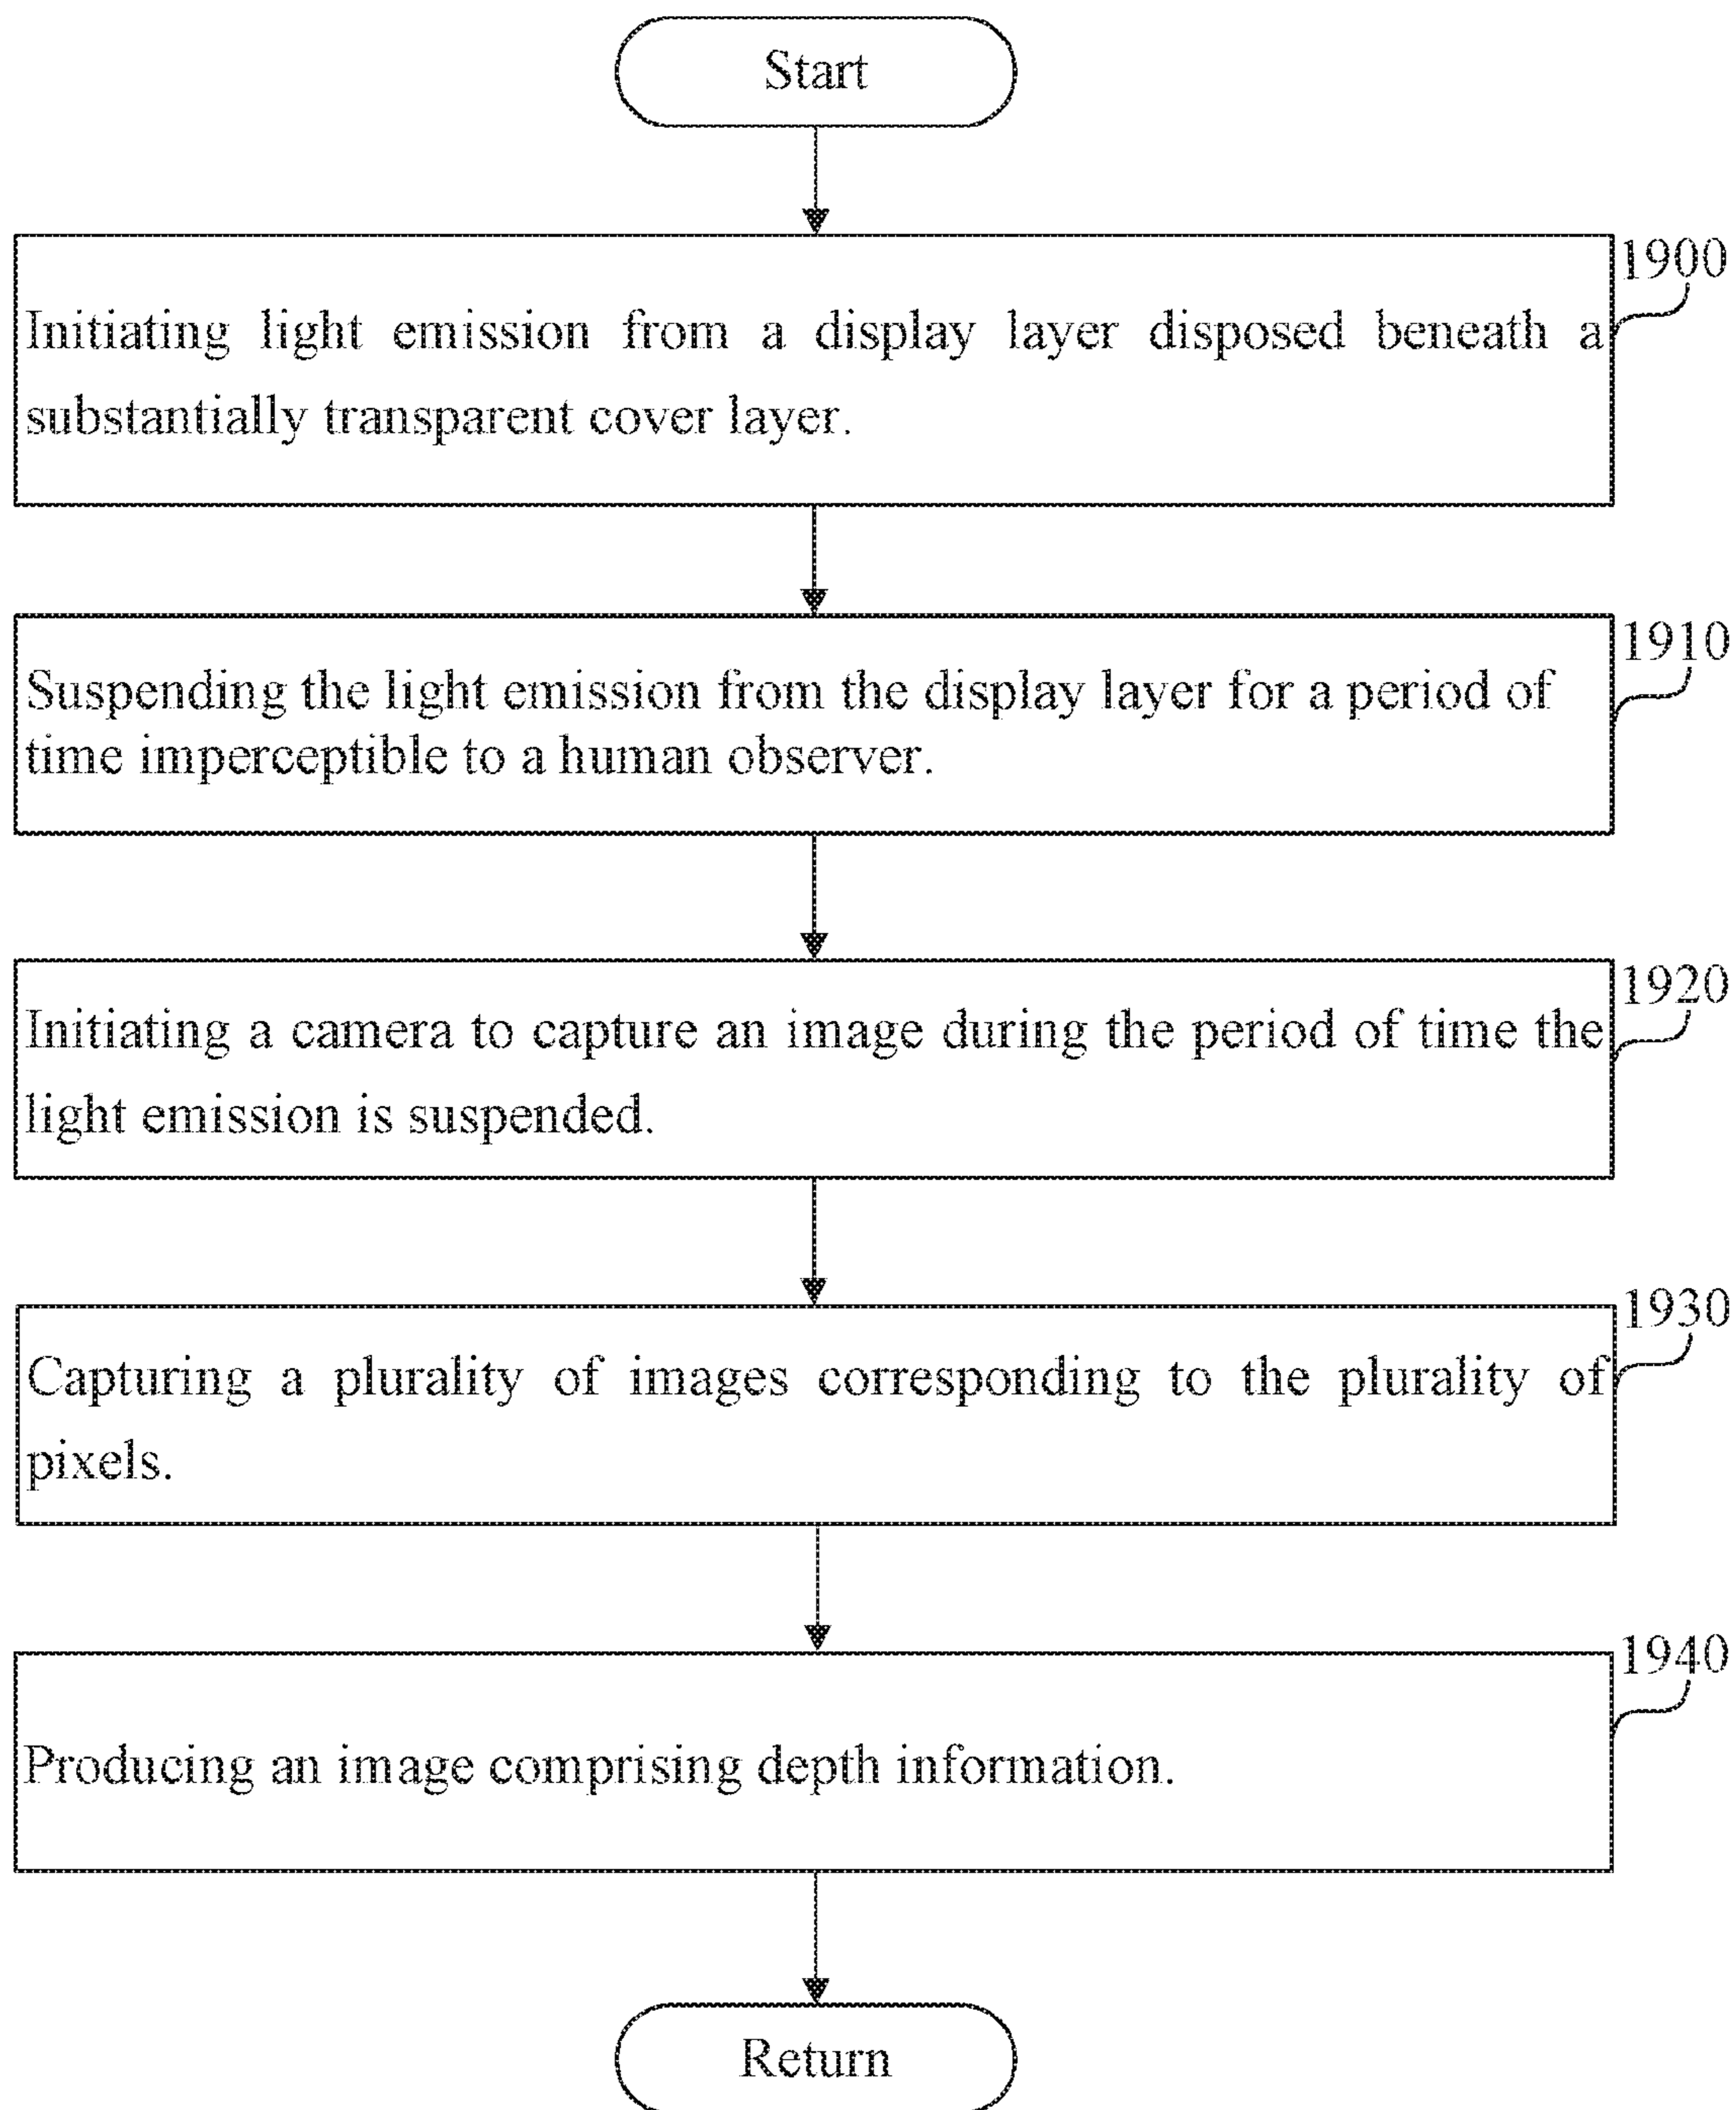 Start
1900
Initiating light emission from a display layer disposed beneath a
substantially transparent cover layer.
1910
Suspending the light emission from the display layer for a period of
time imperceptible to a human observer.
1920
Initiating a camera to capture an image during the period of time the
light emission is suspended.
1930
Capturing a plurality of images corresponding to the plurality of
pixels.
1940
Producing an image comprising depth information.
Return